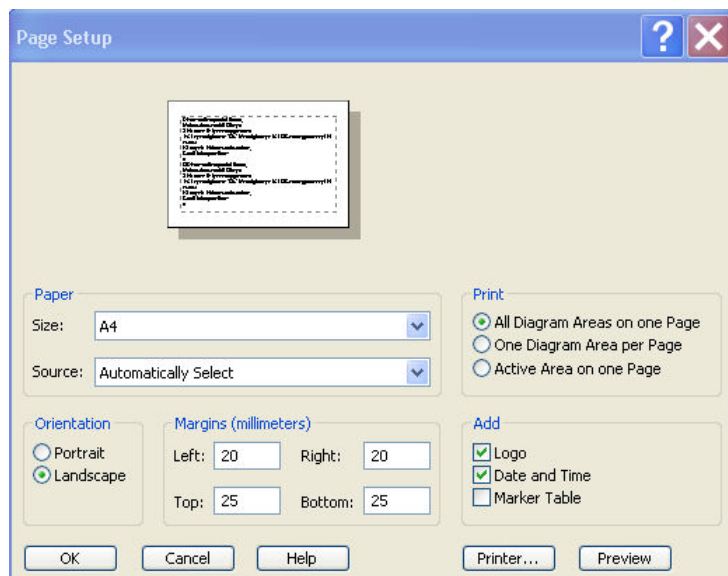 Page Setup
Paper
Size: A4
Source: Automatically Select
Print
All Diagram Areas on one Page
One Diagram Area per Page
Active Area on one Page
Orientation
Portrait
Landscape
Margins (millimeters)
Left: 20 Right: 20
Top: 25 Bottom: 25
Add
Logo
Date and Time
Marker Table
OK Cancel Help Printer... Preview